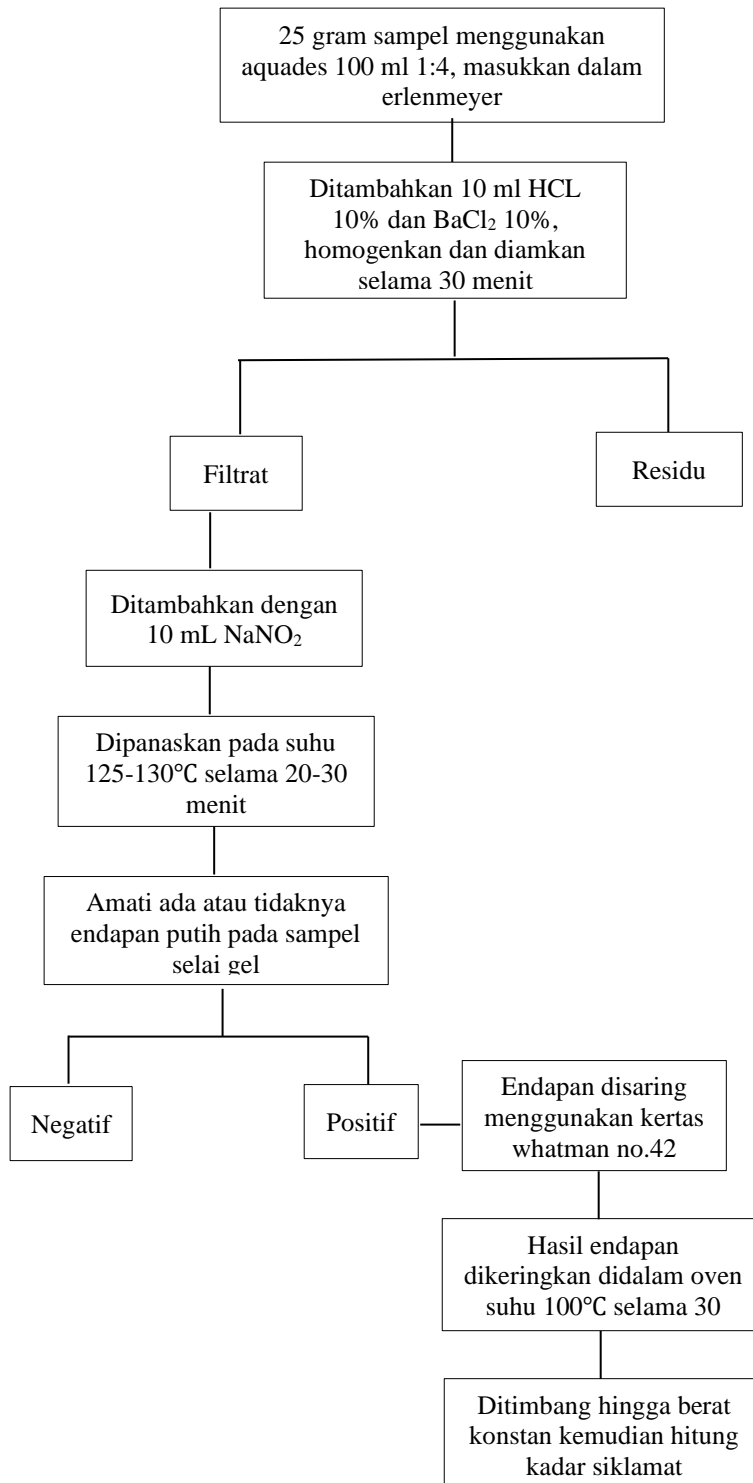 25 gram sampel menggunakan
aquades 100 ml 1:4, masukkan dalam
erlenmeyer
Ditambahkan 10 ml HCL
10% dan BaCl₂ 10%,
homogenkan dan diamkan
selama 30 menit
Filtrat
Residu
Ditambahkan dengan
10 mL NaNO₂
Dipanaskan pada suhu
125-130℃ selama 20-30
menit
Amati ada atau tidaknya
endapan putih pada sampel
selai gel
Negatif
Positif
Endapan disaring
menggunakan kertas
whatman no.42
Hasil endapan
dikeringkan didalam oven
suhu 100℃ selama 30
Ditimbang hingga berat
konstan kemudian hitung
kadar siklamat